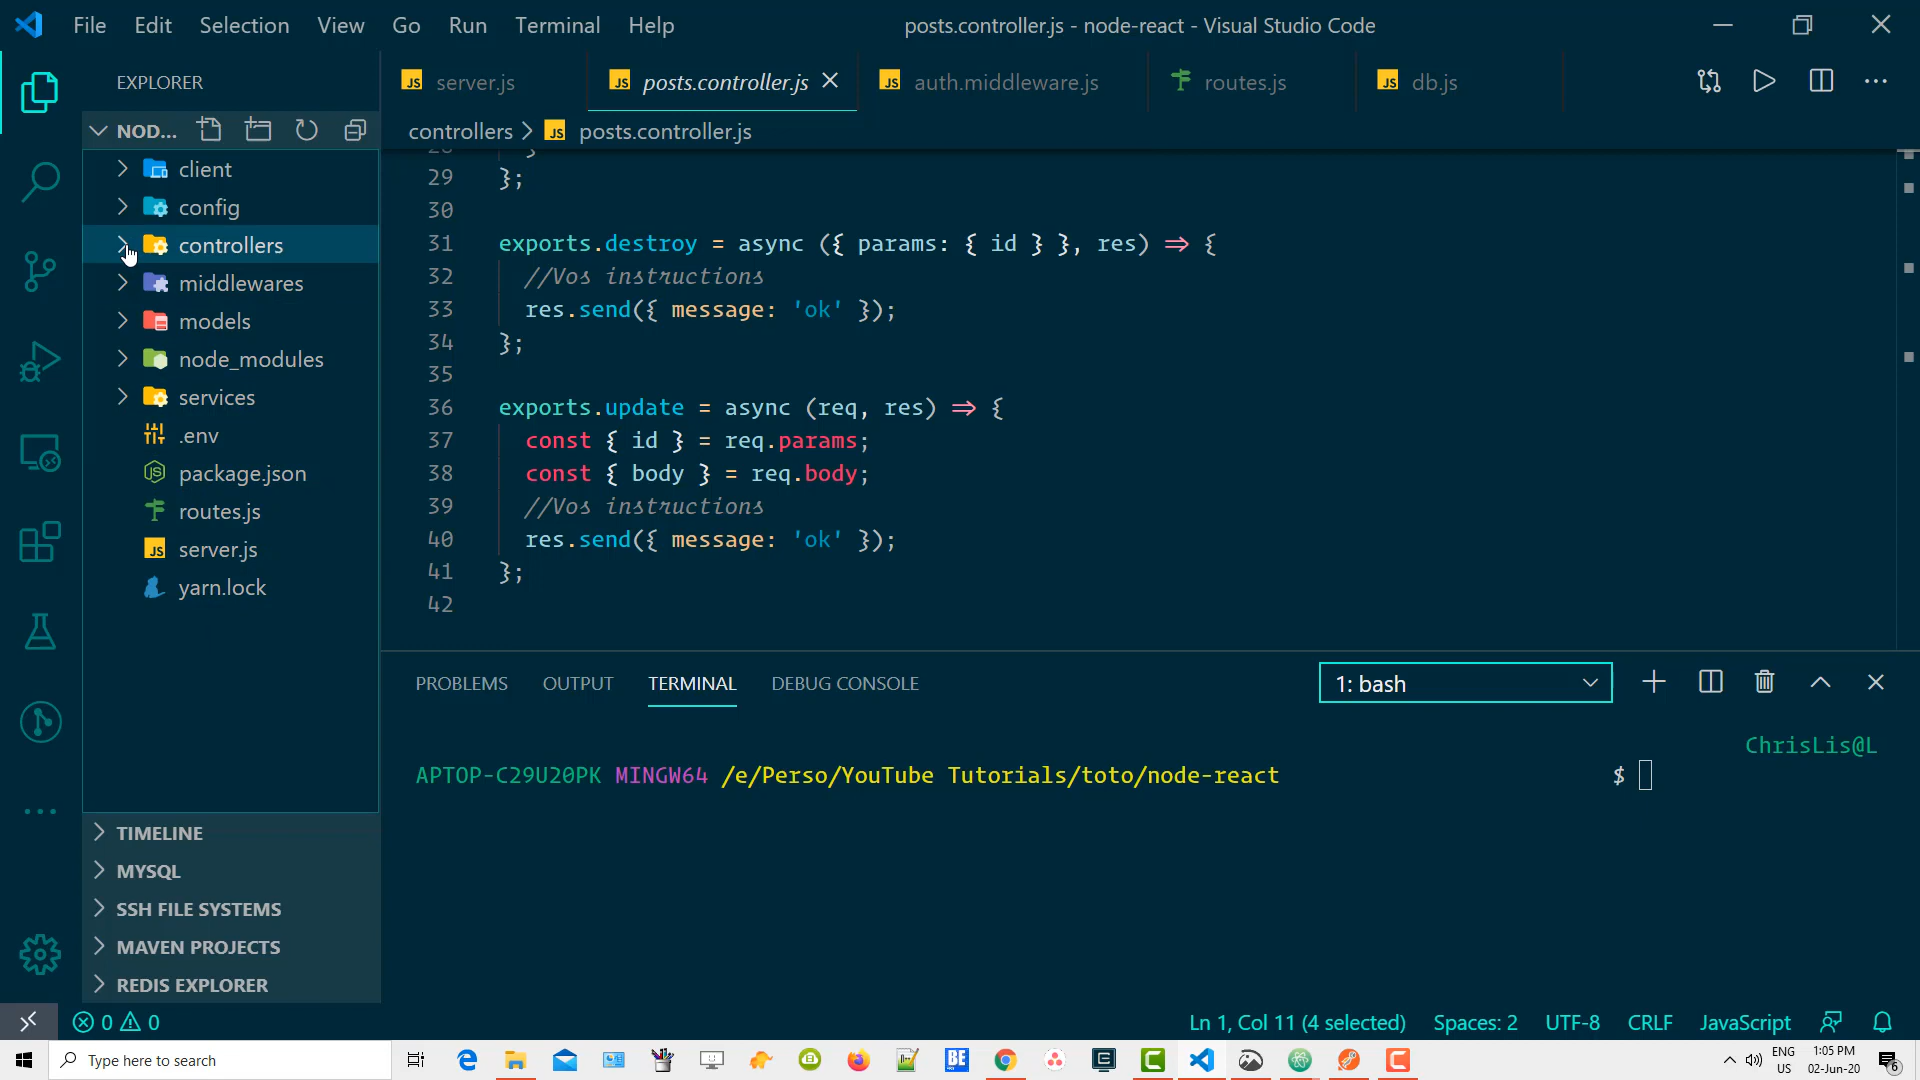 File Edit Selection View Go Run Terminal Help
posts.controller.js - node-react - Visual Studio Code
EXPLORER
NOD...
client
config
controllers
middlewares
models
node_modules
services
.env
package.json
routes.js
server.js
yarn.lock
TIMELINE
MYSQL
SSH FILE SYSTEMS
MAVEN PROJECTS
REDIS EXPLORER
JS server.js
JS posts.controller.js
JS auth.middleware.js
routes.js
JS db.js
controllers > JS posts.controller.js
29 };
30
31 exports.destroy = async ({ params: { id } }, res) ⇒ {
32 //Vos instructions
33 res.send({ message: 'ok' });
34 };
35
36 exports.update = async (req, res) ⇒ {
37 const { id } = req.params;
38 const { body } = req.body;
39 //Vos instructions
40 res.send({ message: 'ok' });
41 };
42
PROBLEMS OUTPUT TERMINAL DEBUG CONSOLE
1: bash
ChrisLis@L
APTOP-C29U20PK MINGW64 /e/Perso/YouTube Tutorials/toto/node-react $
0 0
Ln 1, Col 11 (4 selected) Spaces: 2 UTF-8 CRLF JavaScript
Type here to search
BE
ENG
US
1:05 PM
02-Jun-20
6